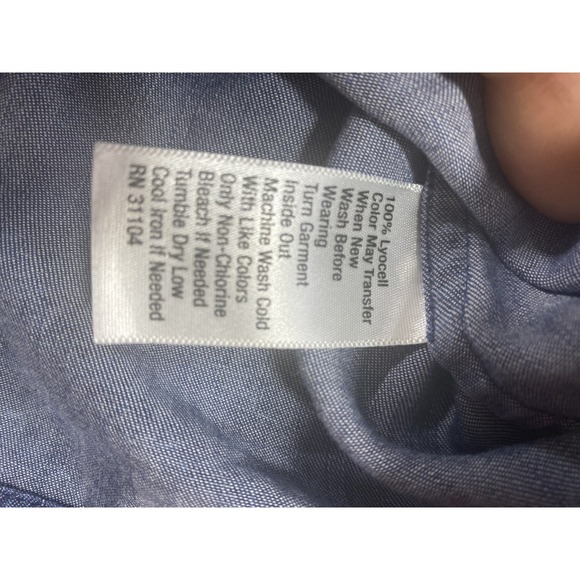 100% Lyocell
Color May Transfer
When New
Wash Before
Wearing
Turn Garment
Inside Out
Machine Wash Cold
With Like Colors
Only Non-Chlorine
Bleach If Needed
Tumble Dry Low
Cool Iron If Needed
RN 31104